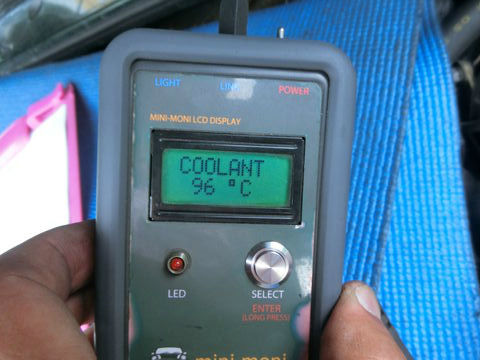 LIGHT LINK POWER
MINI-MONI LCD DISPLAY
COOLANT
96 °C
LED SELECT
ENTER
(LONG PRESS)
mini moni